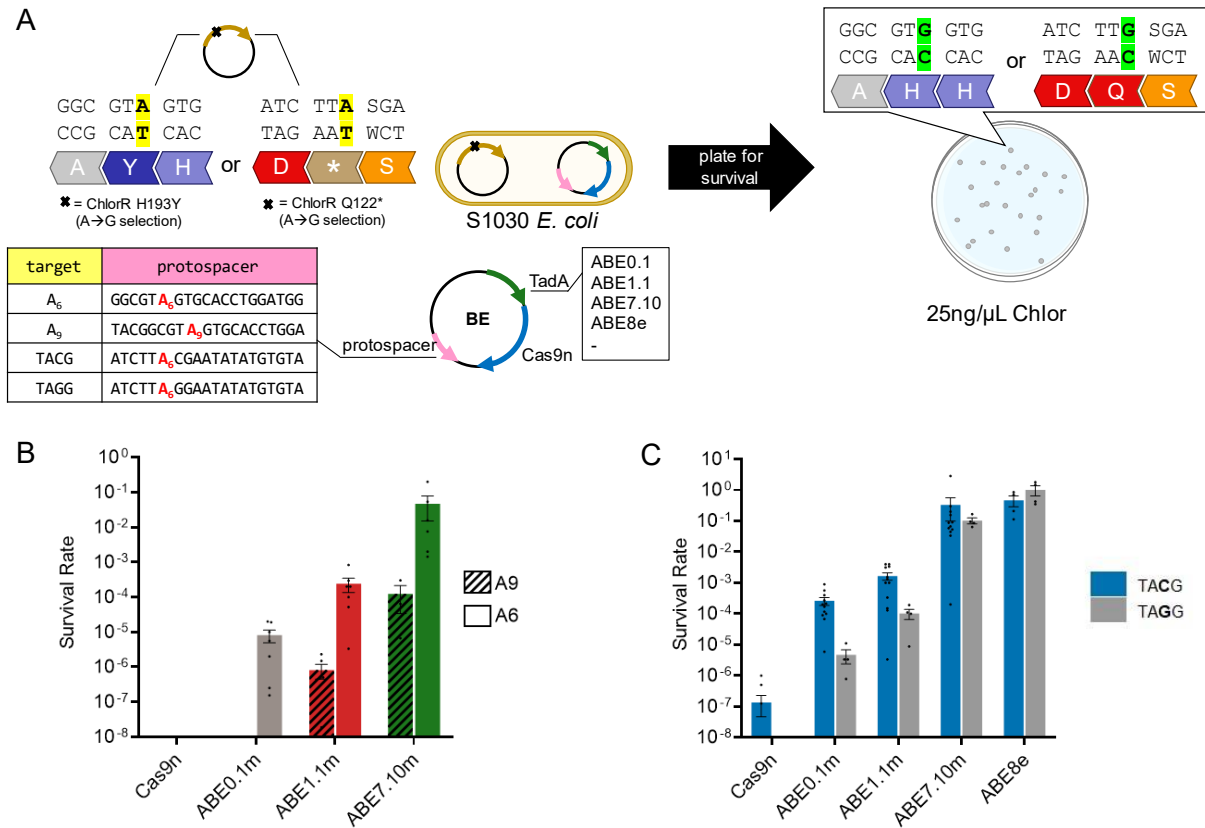 A
GGC GTA GTG
CCG CAT CAC
A Y H
or
ATC TTA SGA
TAG AAT WCT
D * S
✖ = ChlorR H193Y
(A→G selection)
✖ = ChlorR Q122*
(A→G selection)
S1030 E. coli
plate for
survival
GGC GTG GTG
CCG CAC CAC
A H H
or
ATC TTG SGA
TAG AAC WCT
D Q S
25ng/µL Chlor
target protospacer
A6 GGCGTA6GTGCACCTGGATGG
A9 TACGGCGTA9GTGCACCTGGA
TACG ATCTTA6CGAATATATGTGTA
TAGG ATCTTA6GGAATATATGTGTA
protospacer
BE
TadA
Cas9n
ABE0.1
ABE1.1
ABE7.10
ABE8e
-
B
Survival Rate
10^0
10^-1
10^-2
10^-3
10^-4
10^-5
10^-6
10^-7
10^-8
Cas9n
ABE0.1m
ABE1.1m
ABE7.10m
A9
A6
C
Survival Rate
10^1
10^0
10^-1
10^-2
10^-3
10^-4
10^-5
10^-6
10^-7
10^-8
Cas9n
ABE0.1m
ABE1.1m
ABE7.10m
ABE8e
TACG
TAGG